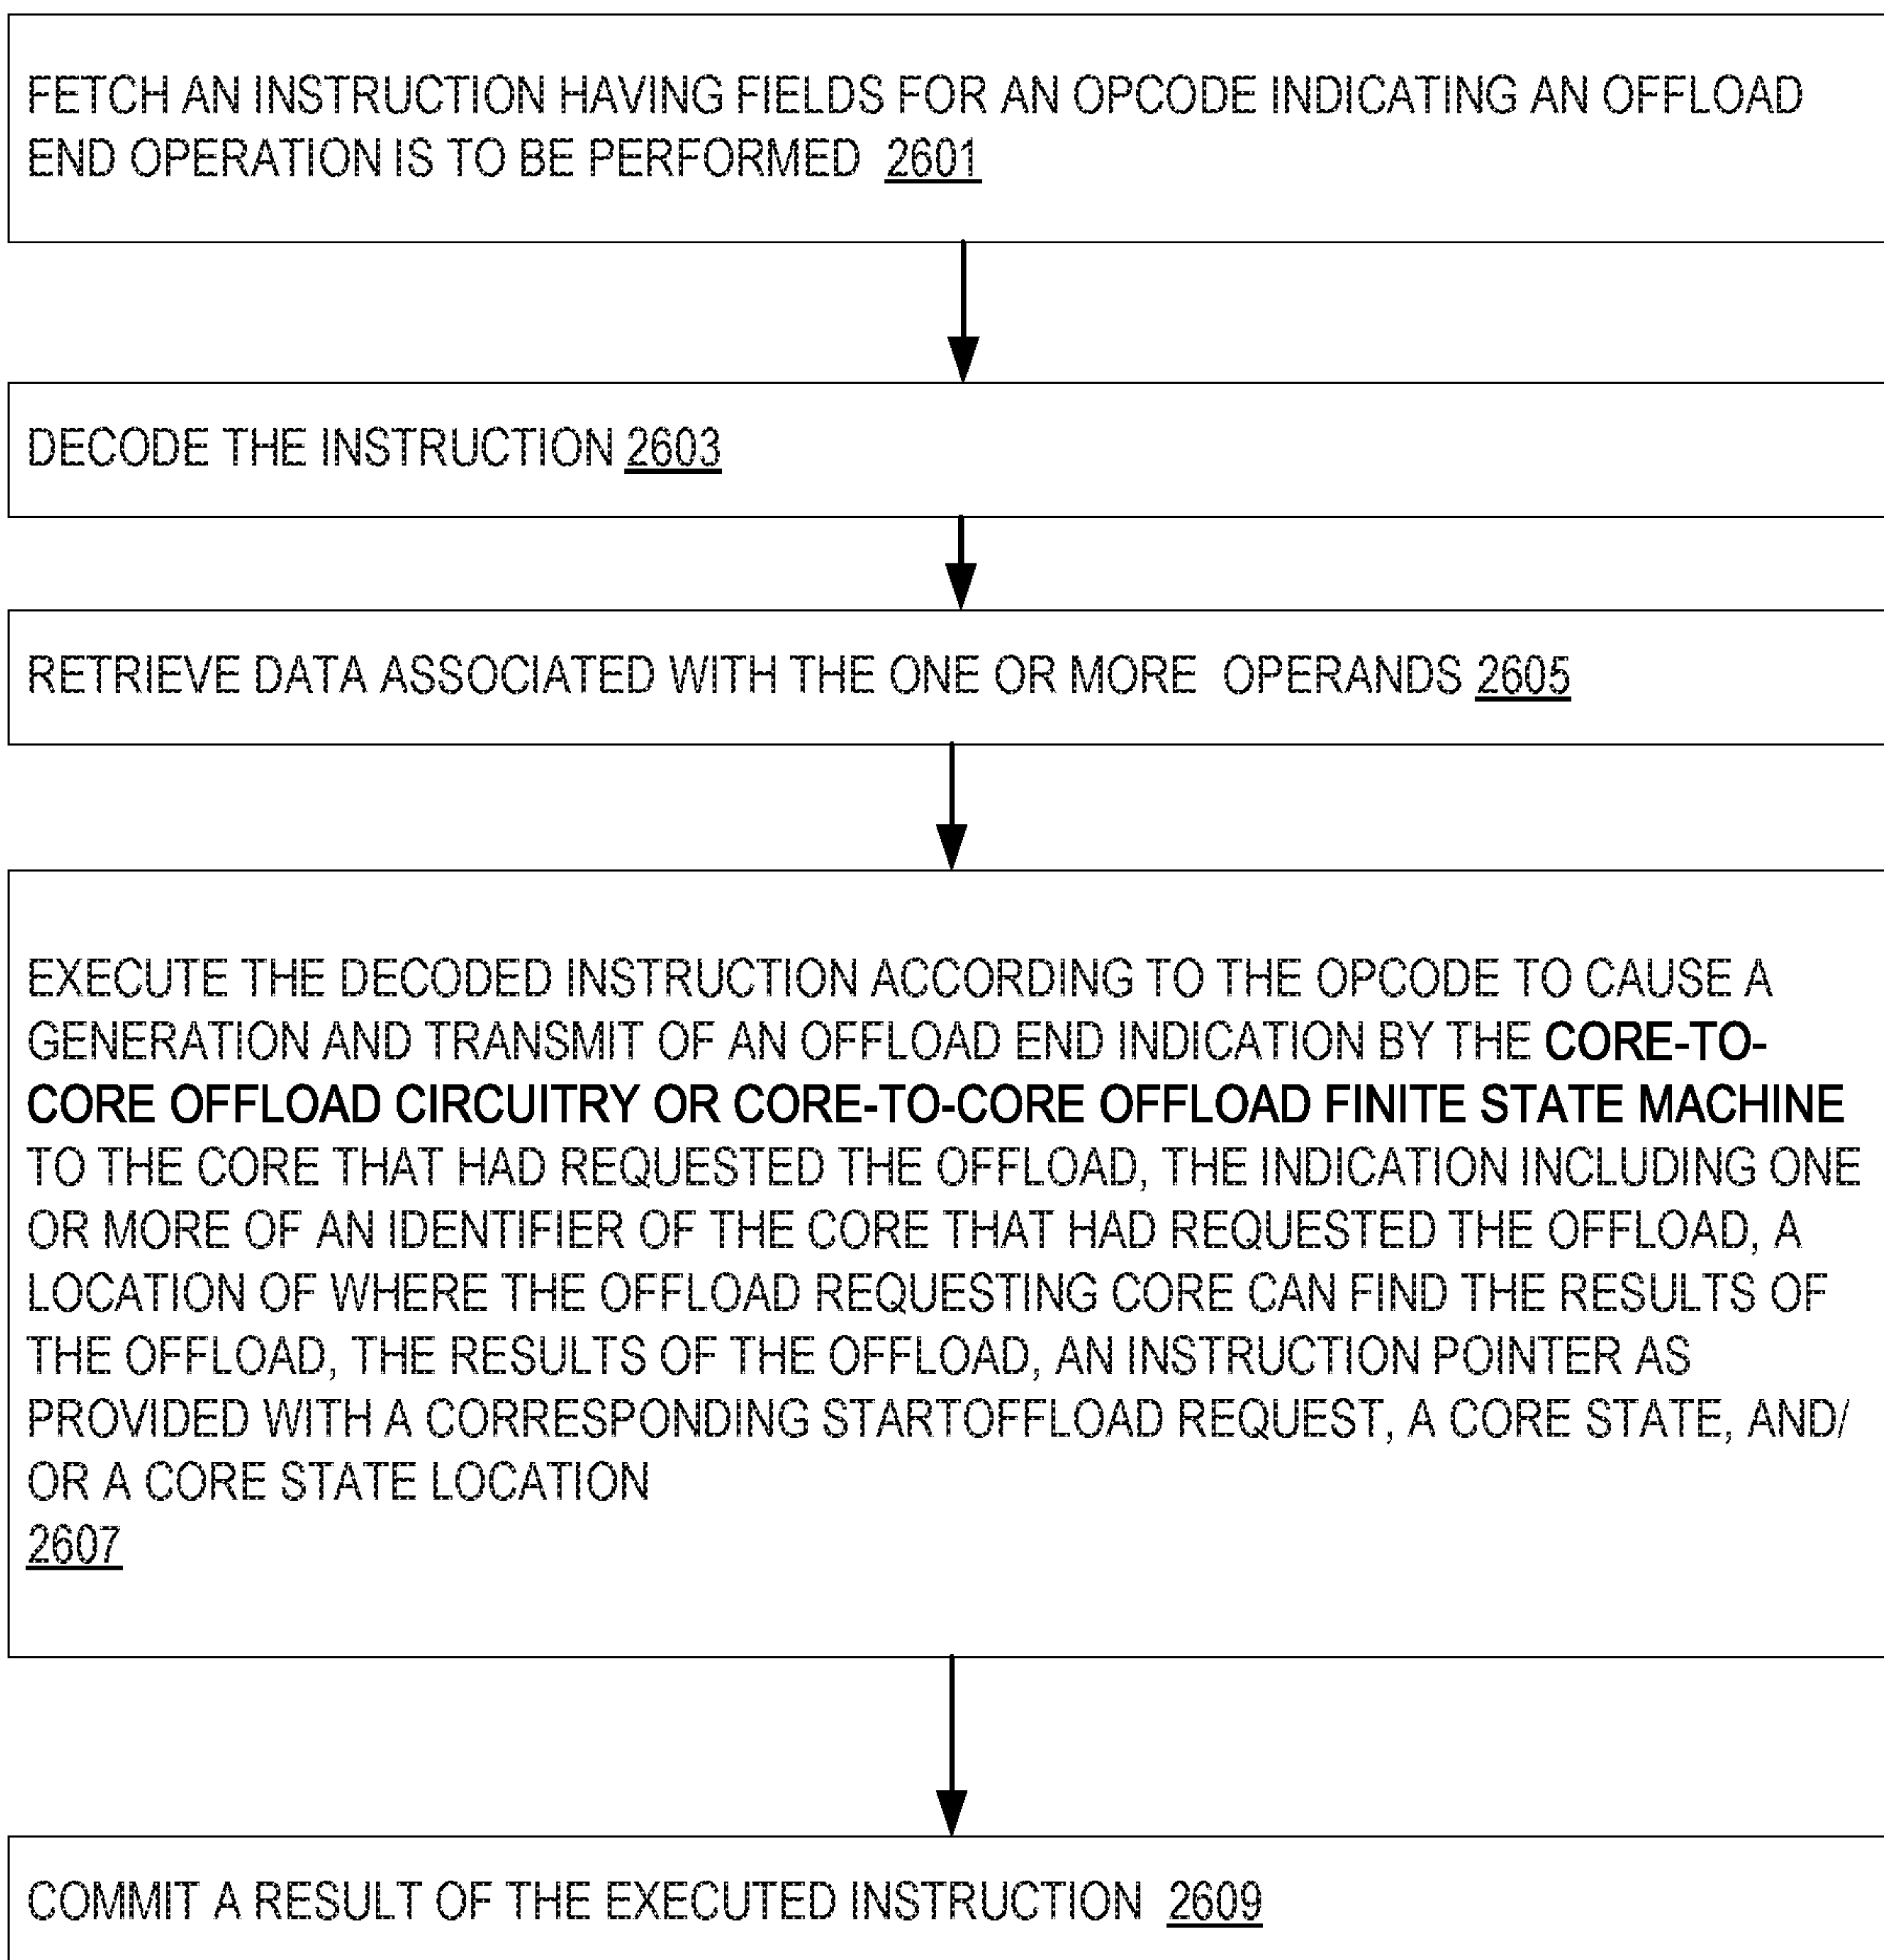 FETCH AN INSTRUCTION HAVING FIELDS FOR AN OPCODE INDICATING AN OFFLOAD
END OPERATION IS TO BE PERFORMED 2601
DECODE THE INSTRUCTION 2603
RETRIEVE DATA ASSOCIATED WITH THE ONE OR MORE OPERANDS 2605
EXECUTE THE DECODED INSTRUCTION ACCORDING TO THE OPCODE TO CAUSE A
GENERATION AND TRANSMIT OF AN OFFLOAD END INDICATION BY THE CORE-TO-
CORE OFFLOAD CIRCUITRY OR CORE-TO-CORE OFFLOAD FINITE STATE MACHINE
TO THE CORE THAT HAD REQUESTED THE OFFLOAD, THE INDICATION INCLUDING ONE
OR MORE OF AN IDENTIFIER OF THE CORE THAT HAD REQUESTED THE OFFLOAD, A
LOCATION OF WHERE THE OFFLOAD REQUESTING CORE CAN FIND THE RESULTS OF
THE OFFLOAD, THE RESULTS OF THE OFFLOAD, AN INSTRUCTION POINTER AS
PROVIDED WITH A CORRESPONDING STARTOFFLOAD REQUEST, A CORE STATE, AND/
OR A CORE STATE LOCATION
2607
COMMIT A RESULT OF THE EXECUTED INSTRUCTION 2609